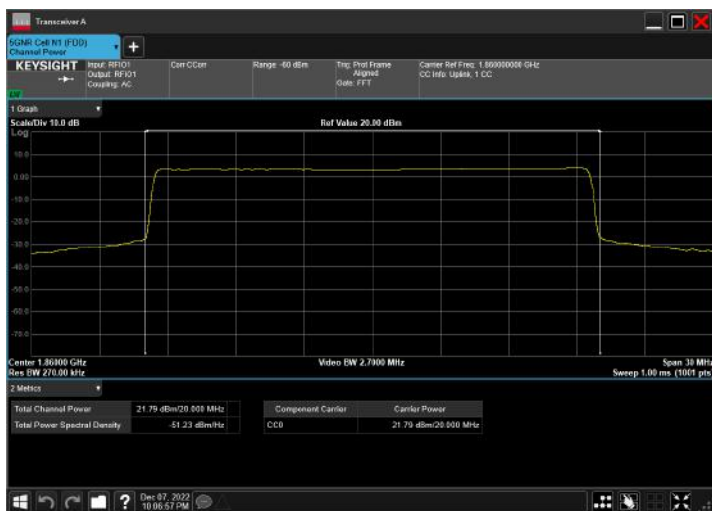 Transceiver A
5GNR Cell N1 (FDD)
Channel Power
KEYSIGHT
Input: RFIO1
Output: RFIO1
Coupling: AC
Corr CCorr
Range: -60 dBm
Trig: Prot Frame
Aligned
Gate: FFT
Carrier Ref Freq: 1.860000000 GHz
CC Info: Uplink, 1 CC
1 Graph
Scale/Div 10.0 dB
Ref Value 20.00 dBm
Log
10.0
0.00
-10.0
-20.0
-30.0
-40.0
-50.0
-60.0
-70.0
Center 1.86000 GHz
Video BW 2.7000 MHz
Span 30 MHz
Res BW 270.00 kHz
Sweep 1.00 ms (1001 pts)
2 Metrics
Total Channel Power 21.79 dBm/20.000 MHz
Total Power Spectral Density -51.23 dBm/Hz
Component Carrier Carrier Power
CC0 21.79 dBm/20.000 MHz
?
Dec 07, 2022
10:06:57 PM